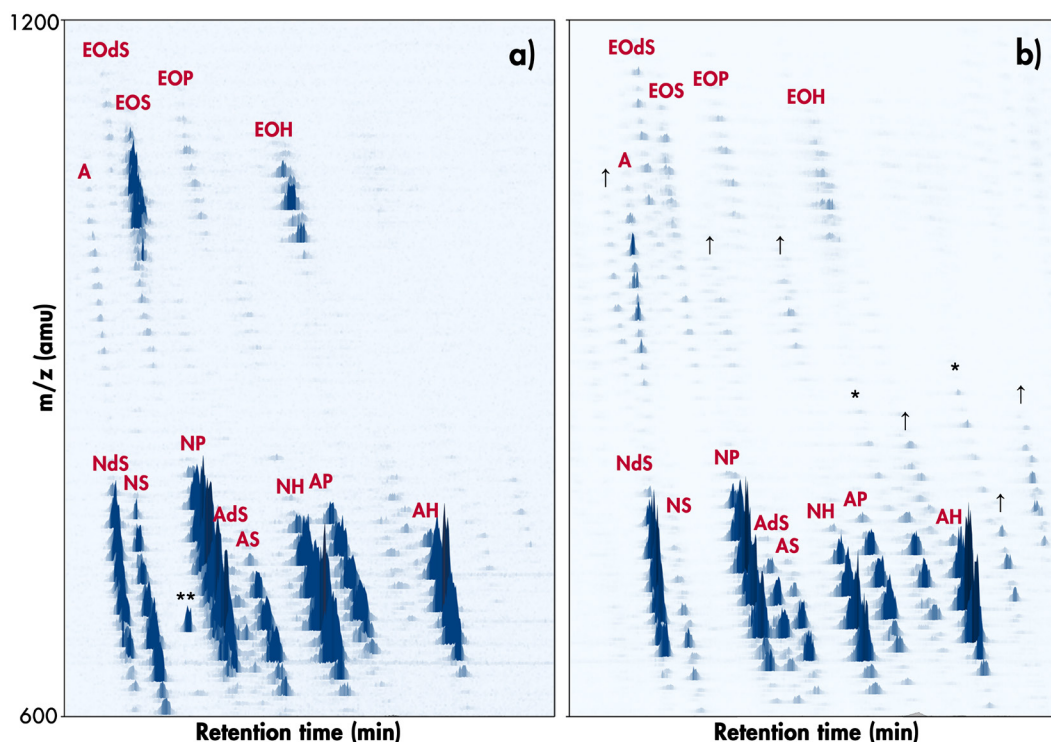 1200
a)
EOdS
EOP
EOS
EOH
A
NP
NdS
NS
NH
AP
AdS
AS
AH
**
600
m/z (amu)
Retention time (min)
b)
EOdS
EOP
EOS
EOH
A
↑
↑
↑
*
*
↑
↑
NP
NdS
NS
AP
NH
AdS
AS
AH
↑
Retention time (min)